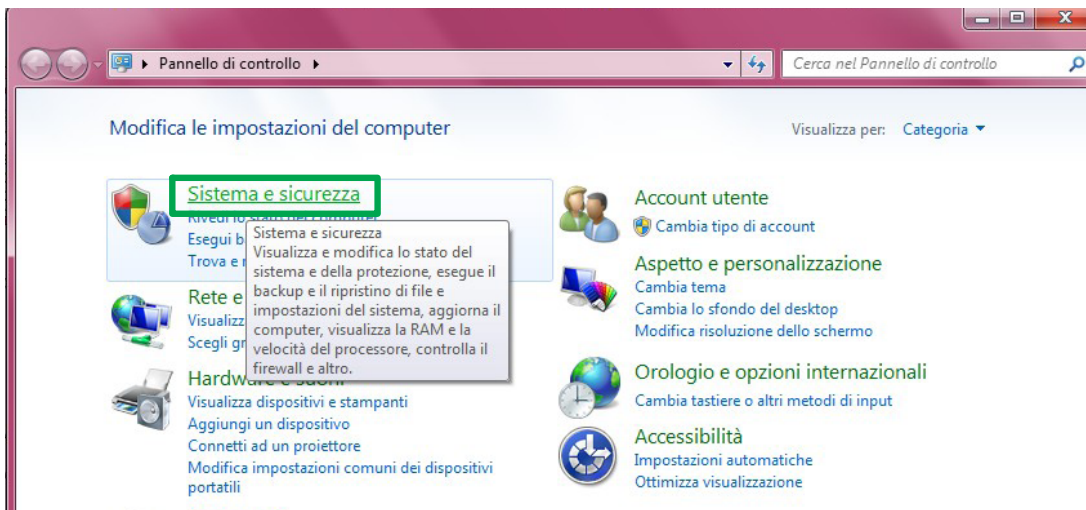 Pannello di controllo
Cerca nel Pannello di controllo
Modifica le impostazioni del computer
Visualizza per: Categoria
Sistema e sicurezza
Esegui
Trova e
Sistema e sicurezza
Visualizza e modifica lo stato del
sistema e della protezione, esegue il
backup e il ripristino di file e
impostazioni del sistema, aggiorna il
computer, visualizza la RAM e la
velocità del processore, controlla il
firewall e altro.
Rete e
Scegli
Hardware e suoni
Visualizza dispositivi e stampanti
Aggiungi un dispositivo
Connetti ad un proiettore
Modifica impostazioni comuni dei dispositivi
portatili
Account utente
Cambia tipo di account
Aspetto e personalizzazione
Cambia tema
Cambia lo sfondo del desktop
Modifica risoluzione dello schermo
Orologio e opzioni internazionali
Cambia tastiere o altri metodi di input
Accessibilità
Impostazioni automatiche
Ottimizza visualizzazione